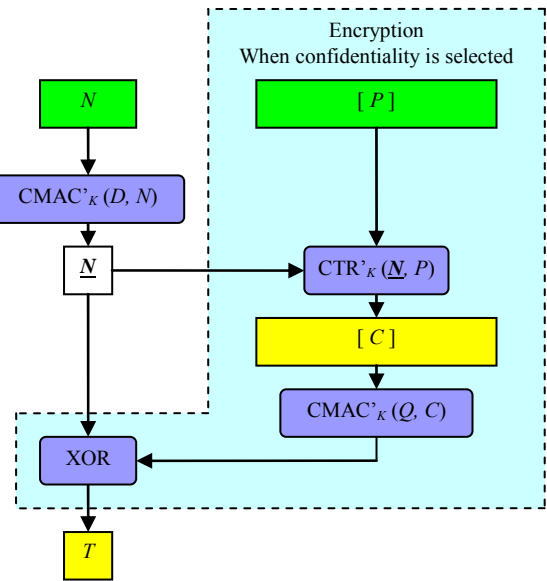 Encryption
When confidentiality is selected
N
[ P ]
CMAC’K (D, N)
N
CTR’K (N, P)
[ C ]
CMAC’K (Q, C)
XOR
T